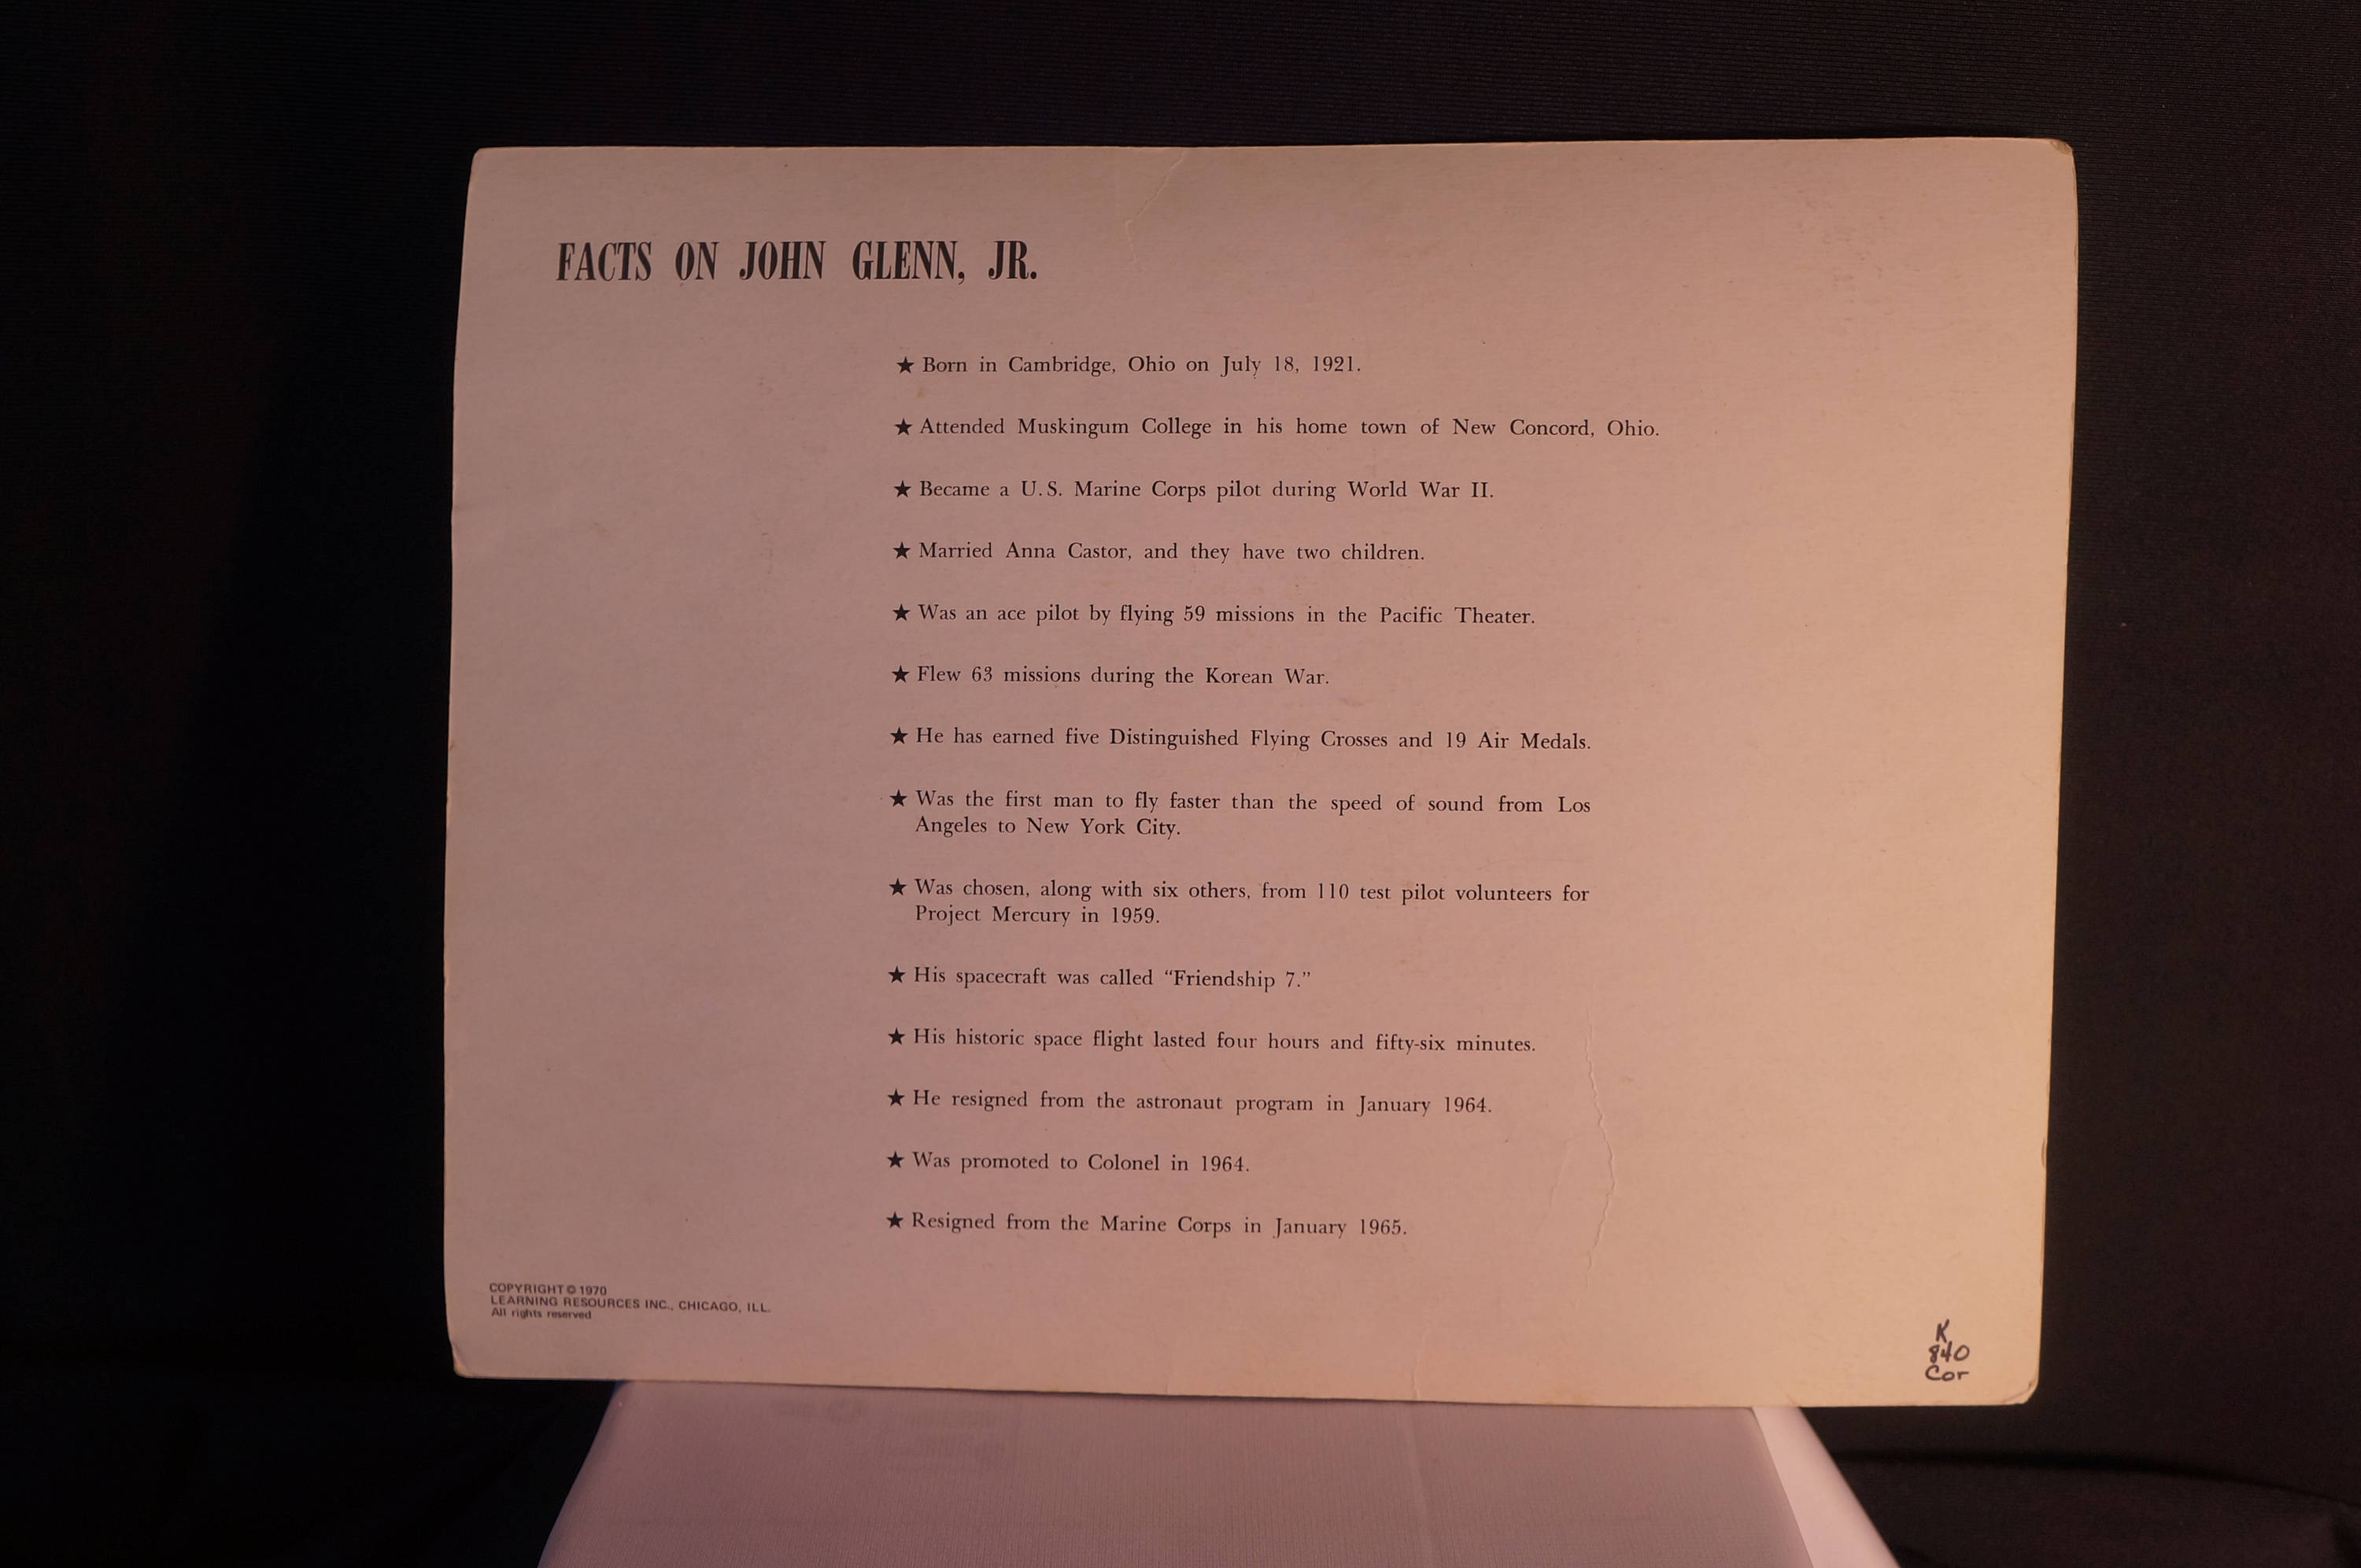 FACTS ON JOHN GLENN, JR.
★ Born in Cambridge, Ohio on July 18, 1921.
★ Attended Muskingum College in his home town of New Concord, Ohio.
★ Became a U.S. Marine Corps pilot during World War II.
★ Married Anna Castor, and they have two children.
★ Was an ace pilot by flying 59 missions in the Pacific Theater.
★ Flew 63 missions during the Korean War.
★ He has earned five Distinguished Flying Crosses and 19 Air Medals.
★ Was the first man to fly faster than the speed of sound from Los
Angeles to New York City.
★ Was chosen, along with six others, from 110 test pilot volunteers for
Project Mercury in 1959.
★ His spacecraft was called “Friendship 7.”
★ His historic space flight lasted four hours and fifty-six minutes.
★ He resigned from the astronaut program in January 1964.
★ Was promoted to Colonel in 1964.
★ Resigned from the Marine Corps in January 1965.
COPYRIGHT © 1970
LEARNING RESOURCES INC., CHICAGO, ILL.
All rights reserved
K
840
Cor